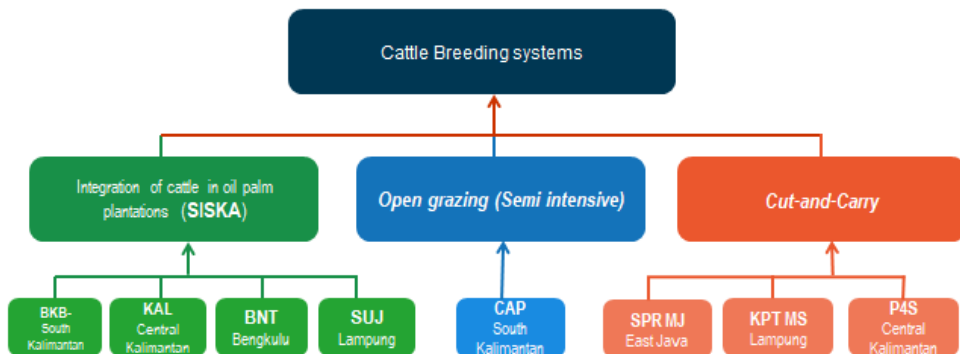 Cattle Breeding systems
Integration of cattle in oil palm
plantations (SISKA)
Open grazing (Semi intensive)
Cut-and-Carry
BKB-
South
Kalimantan
KAL
Central
Kalimantan
BNT
Bengkulu
SUJ
Lampung
CAP
South
Kalimantan
SPR MJ
East Java
KPT MS
Lampung
P4S
Central
Kalimantan